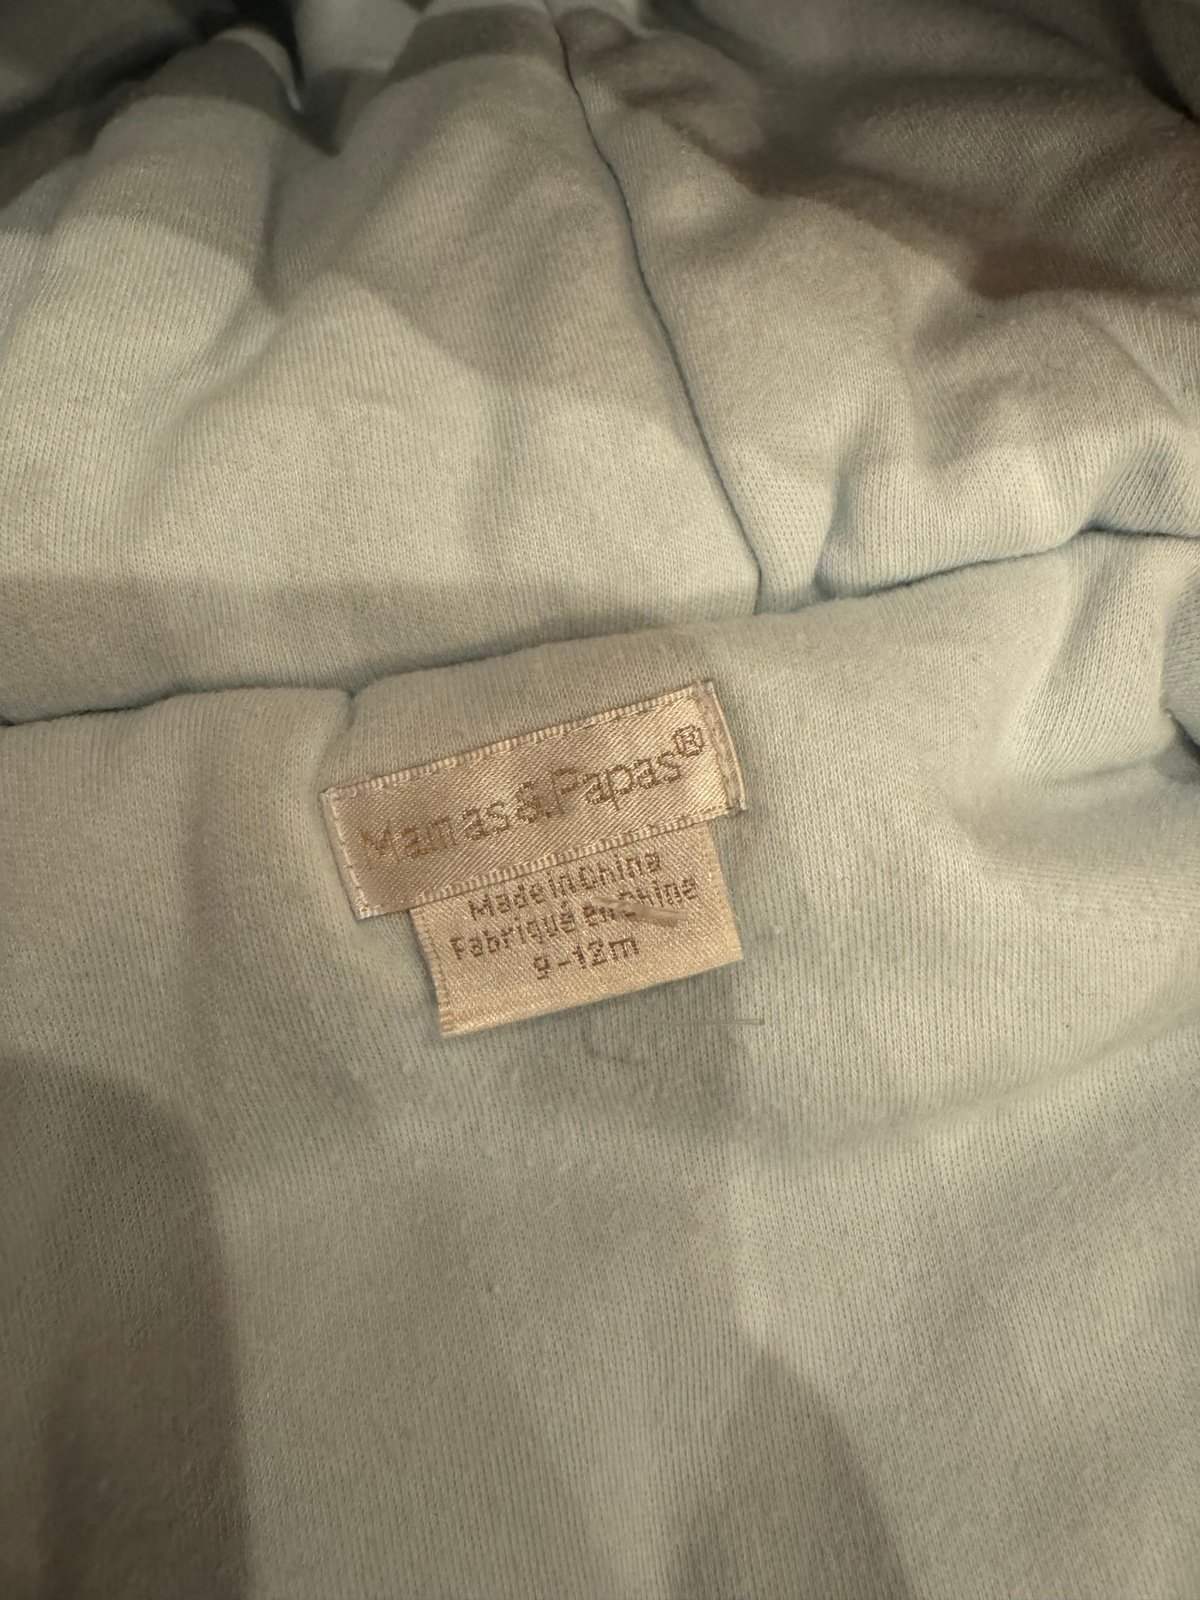 Mamas&Papas®
Made in China
Fabriqué en Chine
9-12m